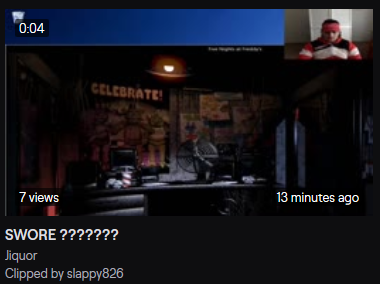 0:04
Five Nights at Freddy's
CELEBRATE!
7 views
13 minutes ago
SWORE ???????
Jiquor
Clipped by slappy826